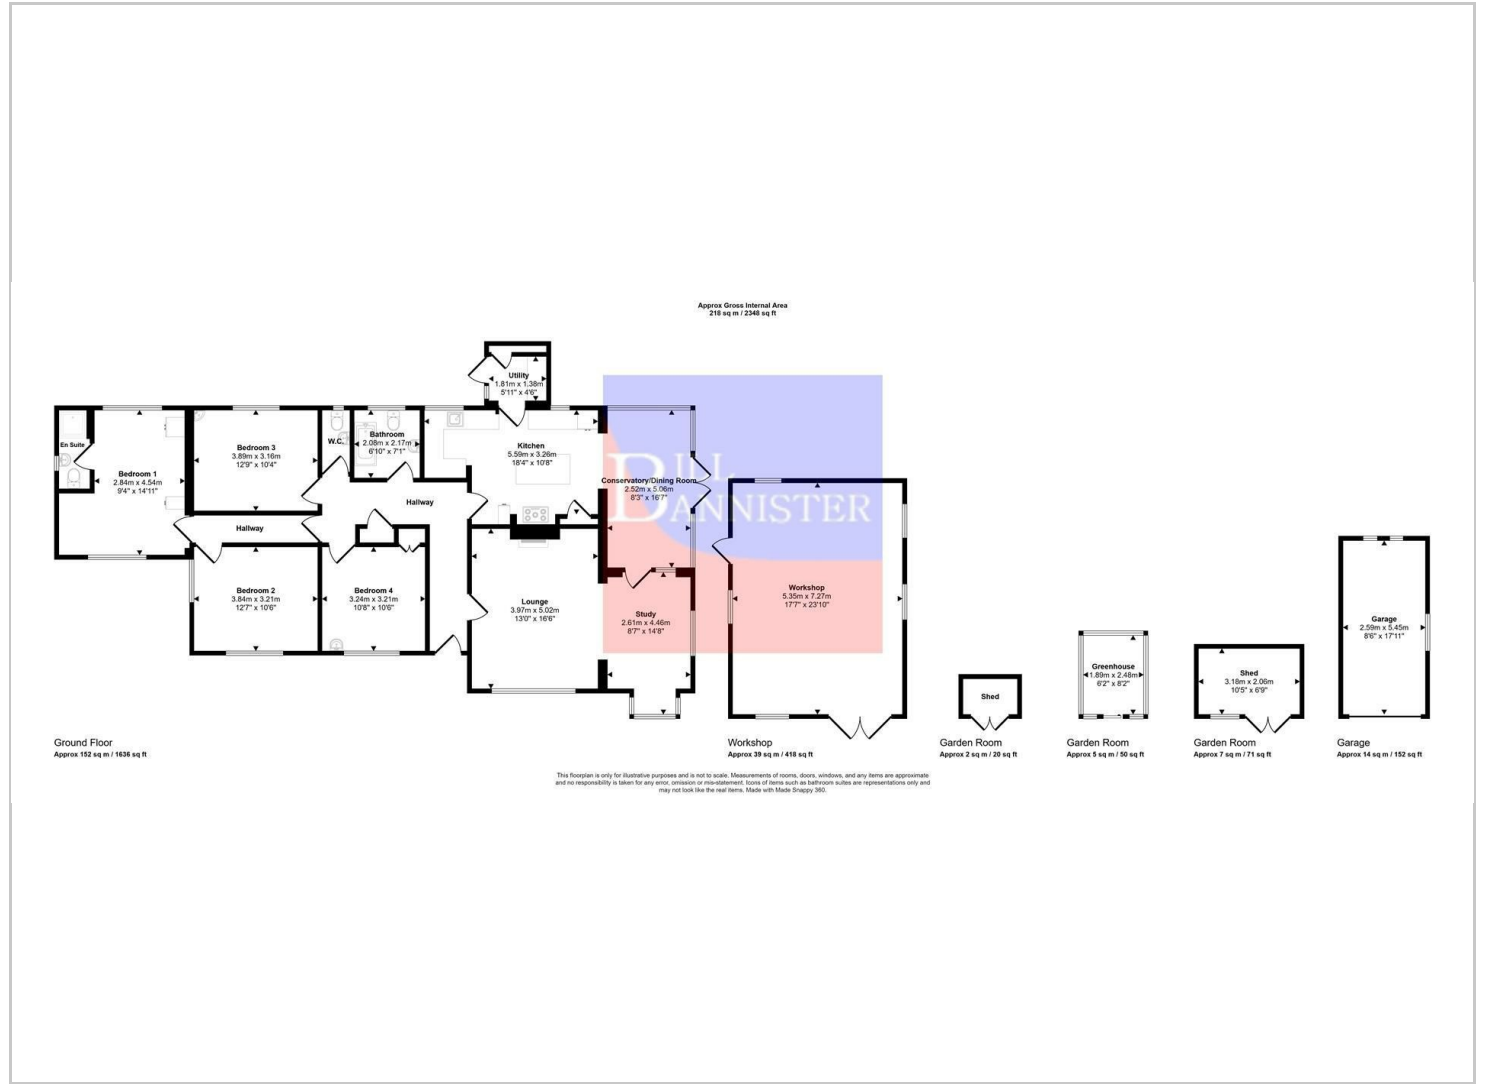 Approx Gross Internal Area
218 sq m / 2348 sq ft
Utility
1.81m x 1.38m
5'11" x 4'6"
En Suite
Bedroom 1
2.84m x 4.54m
9'4" x 14'11"
Bedroom 3
3.89m x 3.16m
12'9" x 10'4"
W.C.
Bathroom
2.08m x 2.17m
6'10" x 7'1"
Kitchen
5.59m x 3.26m
18'4" x 10'8"
Hallway
Hallway
Conservatory/Dining Room
2.52m x 5.06m
8'3" x 16'7"
BILL
BANNISTER
Bedroom 2
3.84m x 3.21m
12'7" x 10'6"
Bedroom 4
3.24m x 3.21m
10'8" x 10'6"
Lounge
3.97m x 5.02m
13'0" x 16'6"
Study
2.61m x 4.46m
8'7" x 14'8"
Workshop
5.35m x 7.27m
17'7" x 23'10"
Shed
Greenhouse
1.89m x 2.48m
6'2" x 8'2"
Shed
3.18m x 2.06m
10'5" x 6'9"
Garage
2.59m x 5.45m
8'6" x 17'11"
Ground Floor
Approx 152 sq m / 1636 sq ft
Workshop
Approx 39 sq m / 418 sq ft
Garden Room
Approx 2 sq m / 20 sq ft
Garden Room
Approx 5 sq m / 50 sq ft
Garden Room
Approx 7 sq m / 71 sq ft
Garage
Approx 14 sq m / 152 sq ft
This floorplan is only for illustrative purposes and is not to scale. Measurements of rooms, doors, windows, and any items are approximate
and no responsibility is taken for any error, omission or mis-statement. Icons of items such as bathroom suites are representations only and
may not look like the real items. Made with Made Snappy 360.